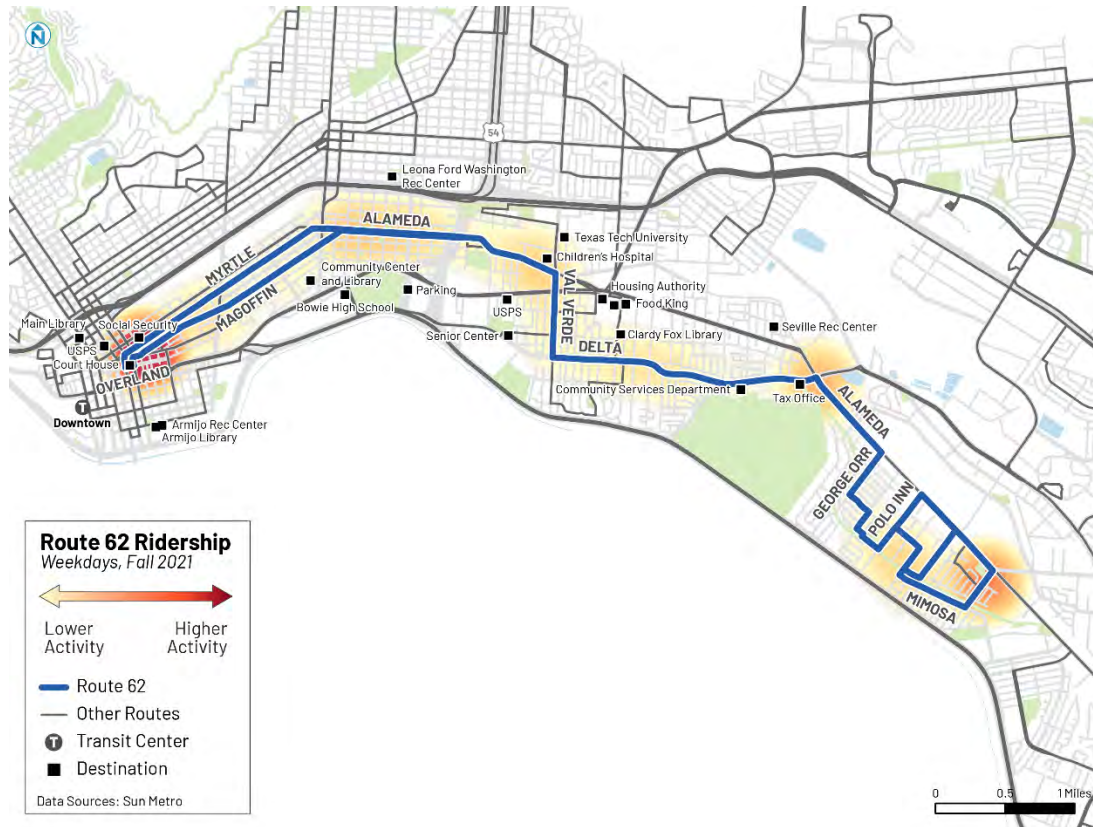 N
54
Leona Ford Washington
Rec Center
ALAMEDA
Texas Tech University
Children's Hospital
MYRTLE
Community Center
and Library
MAGOFFIN
Bowie High School
Parking
USPS
Senior Center
VAL VERDE
Housing Authority
Food King
Clardy Fox Library
Seville Rec Center
Main Library
Social Security
USPS
Court House
OVERLAND
DELTA
Community Services Department
Tax Office
ALAMEDA
T
Downtown
Armijo Rec Center
Armijo Library
GEORGE ORR
POLO INN
MIMOSA
Route 62 Ridership
Weekdays, Fall 2021
Lower
Activity
Higher
Activity
Route 62
Other Routes
T Transit Center
Destination
Data Sources: Sun Metro
0 0.5 1 Miles